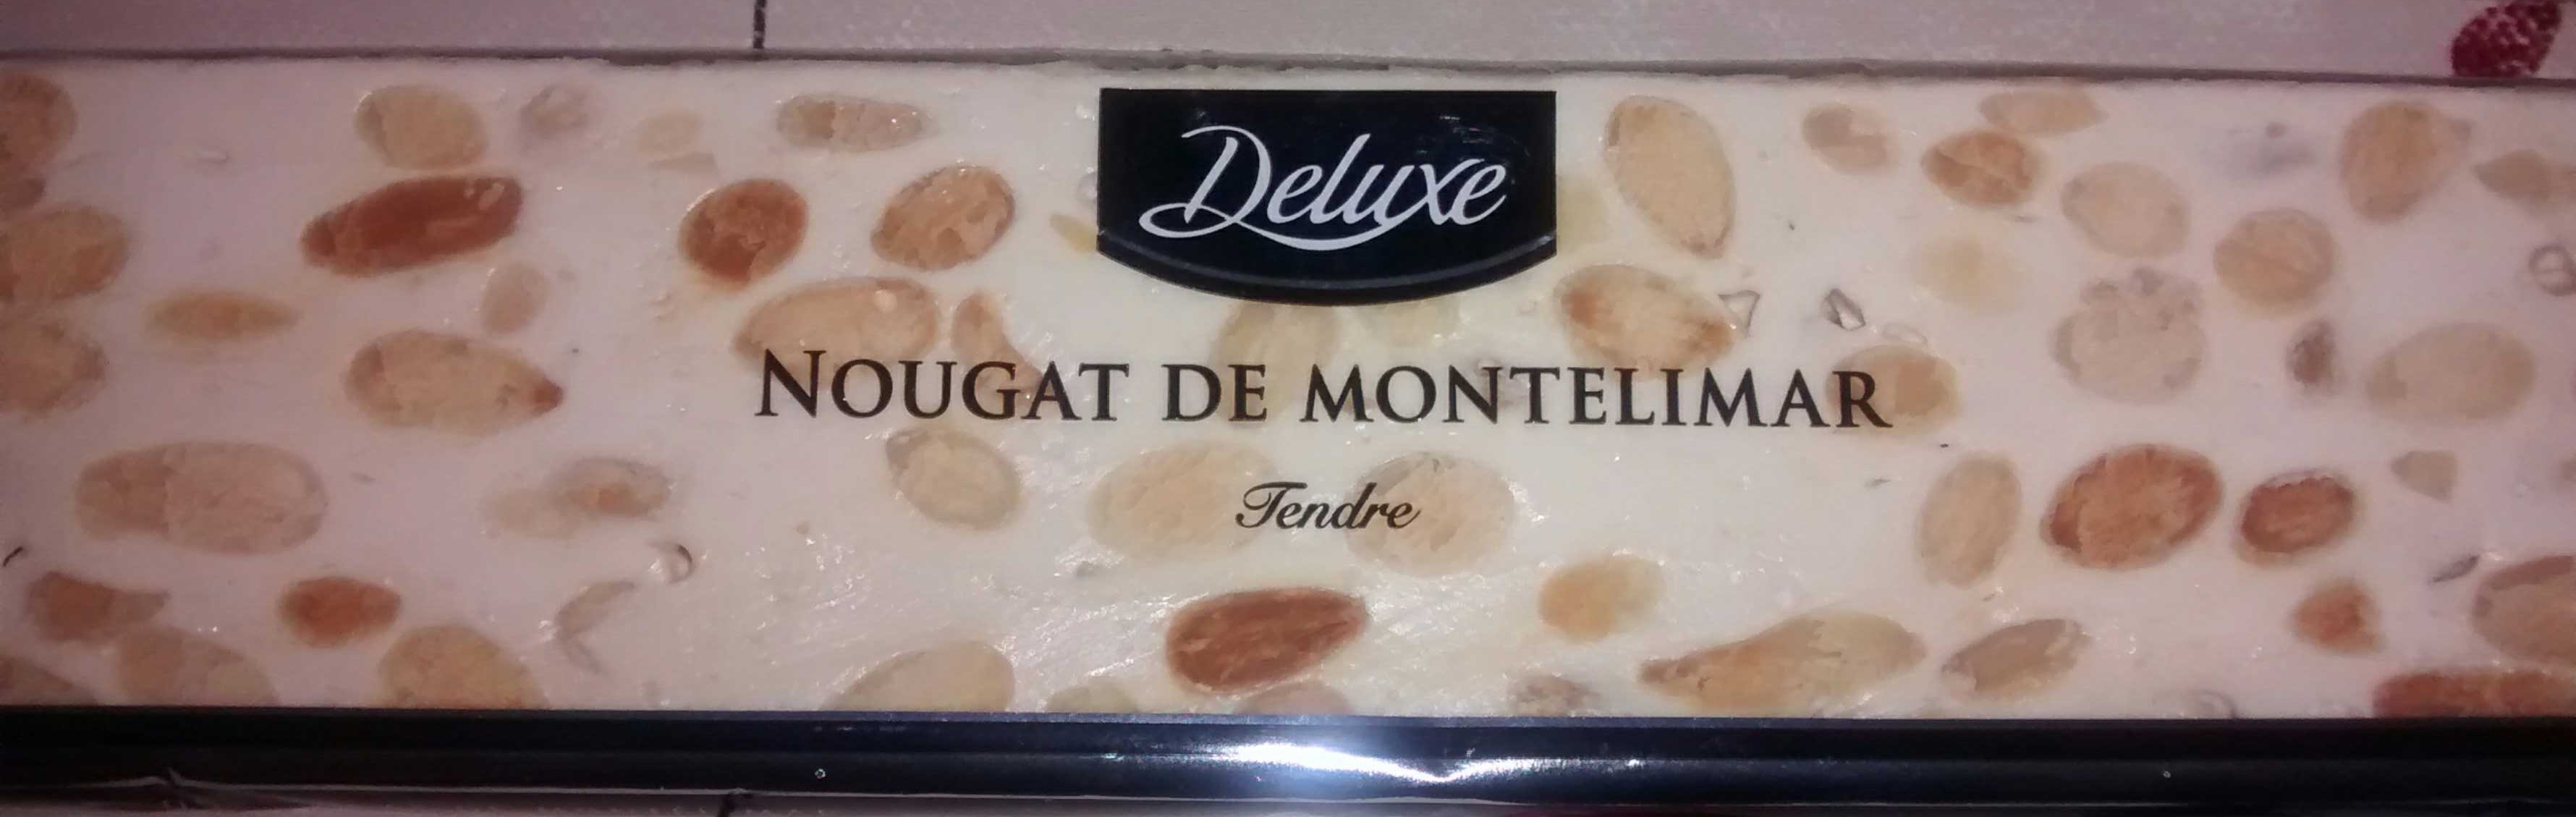 Deluxe
NOUGAT DE MONTELIMAR
Tendre